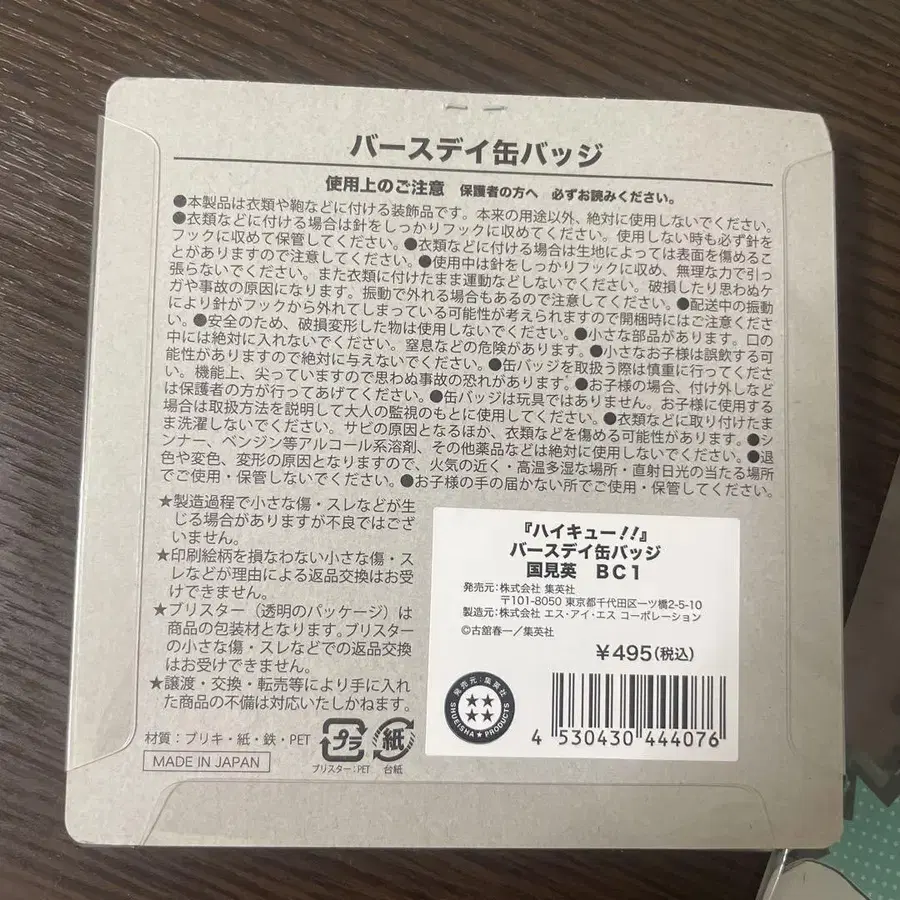 バースデイ缶バッジ
使用上のご注意　保護者の方へ　必ずお読みください。
●本製品は衣類や鞄などに付ける装飾品です。本来の用途以外、絶対に使用しないでください。
●衣類などに付ける場合は針をしっかりフックに収めてください。使用しない時も必ず針を
フックに収めて保管してください。●衣類などに付ける場合は生地によっては表面を傷めるこ
とがありますので注意してください。●使用中は針をしっかりフックに収め、無理な力で引っ
張らないでください。また衣類に付けたまま運動などしないでください。破損したり思わぬケ
ガや事故の原因になります。振動で外れる場合もあるので注意してください。●配送中の振動
により針がフックから外れてしまっている可能性が考えられますので開梱時にはご注意くださ
い。●安全のため、破損変形した物は使用しないでください。●小さな部品があります。口の
中には絶対に入れないでください。窒息などの危険があります。●小さなお子様は誤飲する可
能性がありますので絶対に与えないでください。●缶バッジを取扱う際は慎重に行ってくださ
い。機能上、尖っていますので思わぬ事故の恐れがあります。●お子様の場合、付け外しなど
は保護者の方が行ってあげてください。●缶バッジは玩具ではありません。お子様に使用する
場合は取扱方法を説明して大人の監視のもとに使用してください。●衣類などに取り付けたま
ま洗濯しないでください。サビの原因となるほか、衣類などを傷める可能性があります。●シ
ンナー、ベンジン等アルコール系溶剤、その他薬品などは絶対に使用しないでください。●退
色や変色、変形の原因となりますので、火気の近く・高温多湿な場所・直射日光の当たる場所
でご使用・保管しないでください。●お子様の手の届かない所でご使用・保管してください。
★製造過程で小さな傷・スレなどが生
じる場合がありますが不良ではござ
いません。
★印刷絵柄を損なわない小さな傷・ス
レなどが理由による返品交換はお受
けできません。
★ブリスター（透明のパッケージ）は
商品の包装材となります。ブリスター
の小さな傷・スレなどでの返品交換
はお受けできません。
★譲渡・交換・転売等により手に入れ
た商品の不備は対応いたしかねます。
材質：ブリキ・紙・鉄・PET
MADE IN JAPAN
プラ
ブリスター：PET
紙
台紙
『ハイキュー!!』
バースデイ缶バッジ
国見英　BC1
発売元：株式会社 集英社
〒101-8050 東京都千代田区一ツ橋2-5-10
製造元：株式会社 エス・アイ・エス コーポレーション
©古舘春一／集英社
￥495(税込)
発売元：集英社
SHUEISHA★PRODUCTS
4 530430 444076